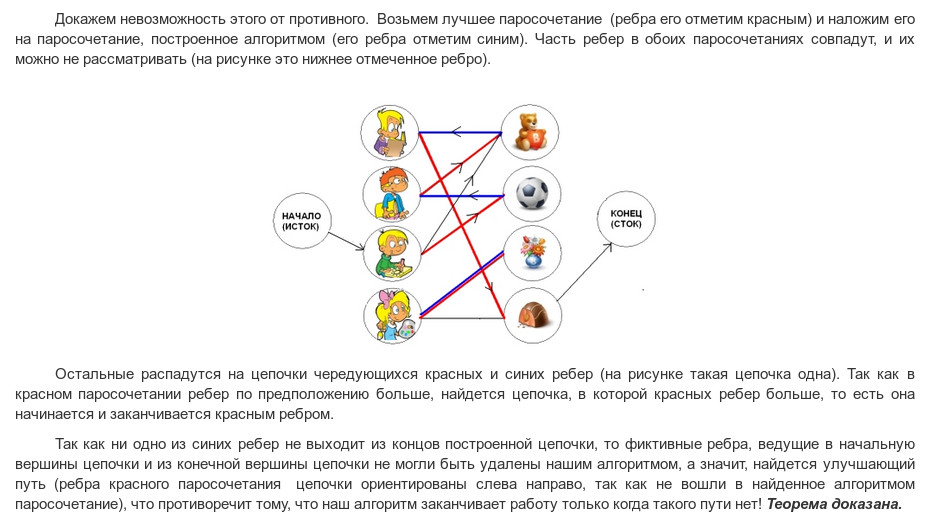 Докажем невозможность этого от противного. Возьмем лучшее паросочетание (ребра его отметим красным) и наложим его
на паросочетание, построенное алгоритмом (его ребра отметим синим). Часть ребер в обоих паросочетаниях совпадут, и их
можно не рассматривать (на рисунке это нижнее отмеченное ребро).
НАЧАЛО
(ИСТОК)
КОНЕЦ
(СТОК)
Остальные распадутся на цепочки чередующихся красных и синих ребер (на рисунке такая цепочка одна). Так как в
красном паросочетании ребер по предположению больше, найдется цепочка, в которой красных ребер больше, то есть она
начинается и заканчивается красным ребром.
Так как ни одно из синих ребер не выходит из концов построенной цепочки, то фиктивные ребра, ведущие в начальную
вершины цепочки и из конечной вершины цепочки не могли быть удалены нашим алгоритмом, а значит, найдется улучшающий
путь (ребра красного паросочетания цепочки ориентированы слева направо, так как не вошли в найденное алгоритмом
паросочетание), что противоречит тому, что наш алгоритм заканчивает работу только когда такого пути нет! Теорема доказана.